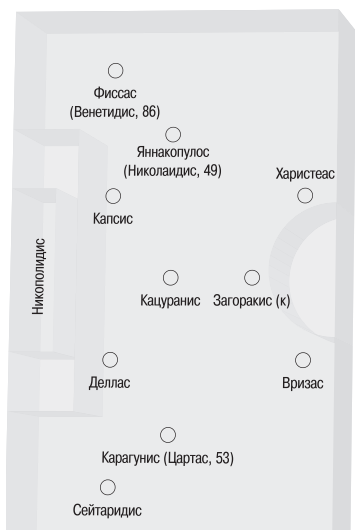 Фиссас
(Венетидис, 86)
Яннакопулос
(Николаидис, 49)
Харистеас
Капсис
Никополидис
Кацуранис
Загоракис (к)
Деллас
Вризас
Карагунис (Цартас, 53)
Сейтаридис